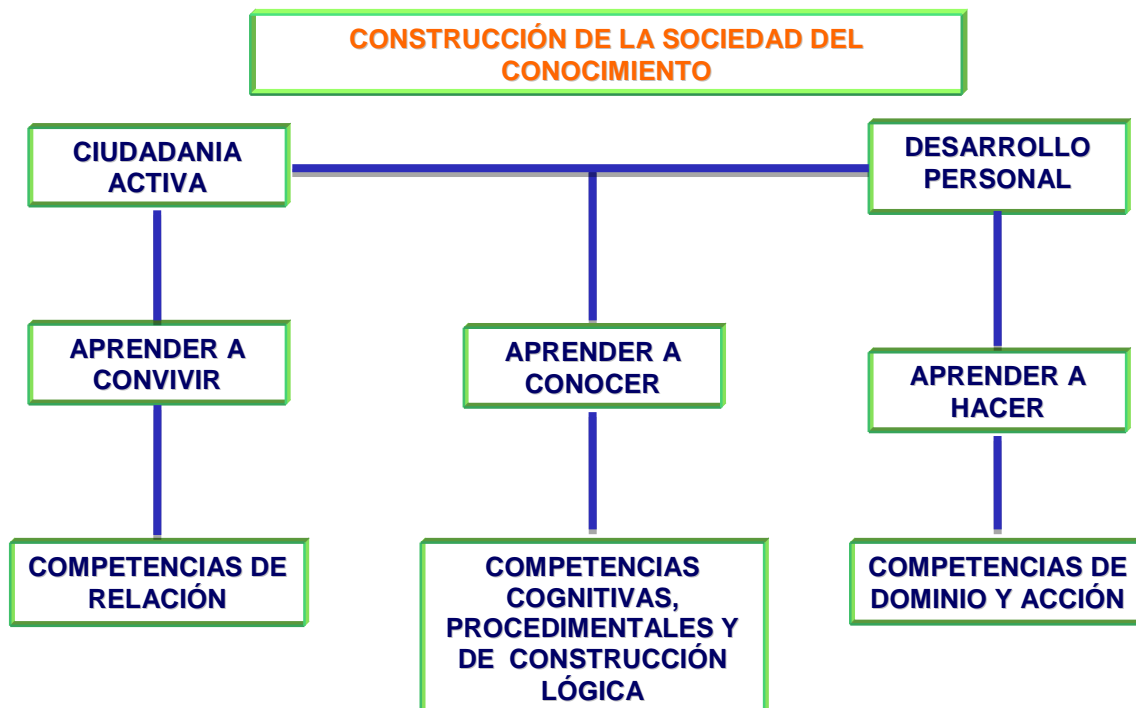 CONSTRUCCIÓN DE LA SOCIEDAD DEL
CONOCIMIENTO
CIUDADANIA
ACTIVA
DESARROLLO
PERSONAL
APRENDER A
CONVIVIR
APRENDER A
CONOCER
APRENDER A
HACER
COMPETENCIAS DE
RELACIÓN
COMPETENCIAS
COGNITIVAS,
PROCEDIMENTALES Y
DE CONSTRUCCIÓN
LÓGICA
COMPETENCIAS DE
DOMINIO Y ACCIÓN